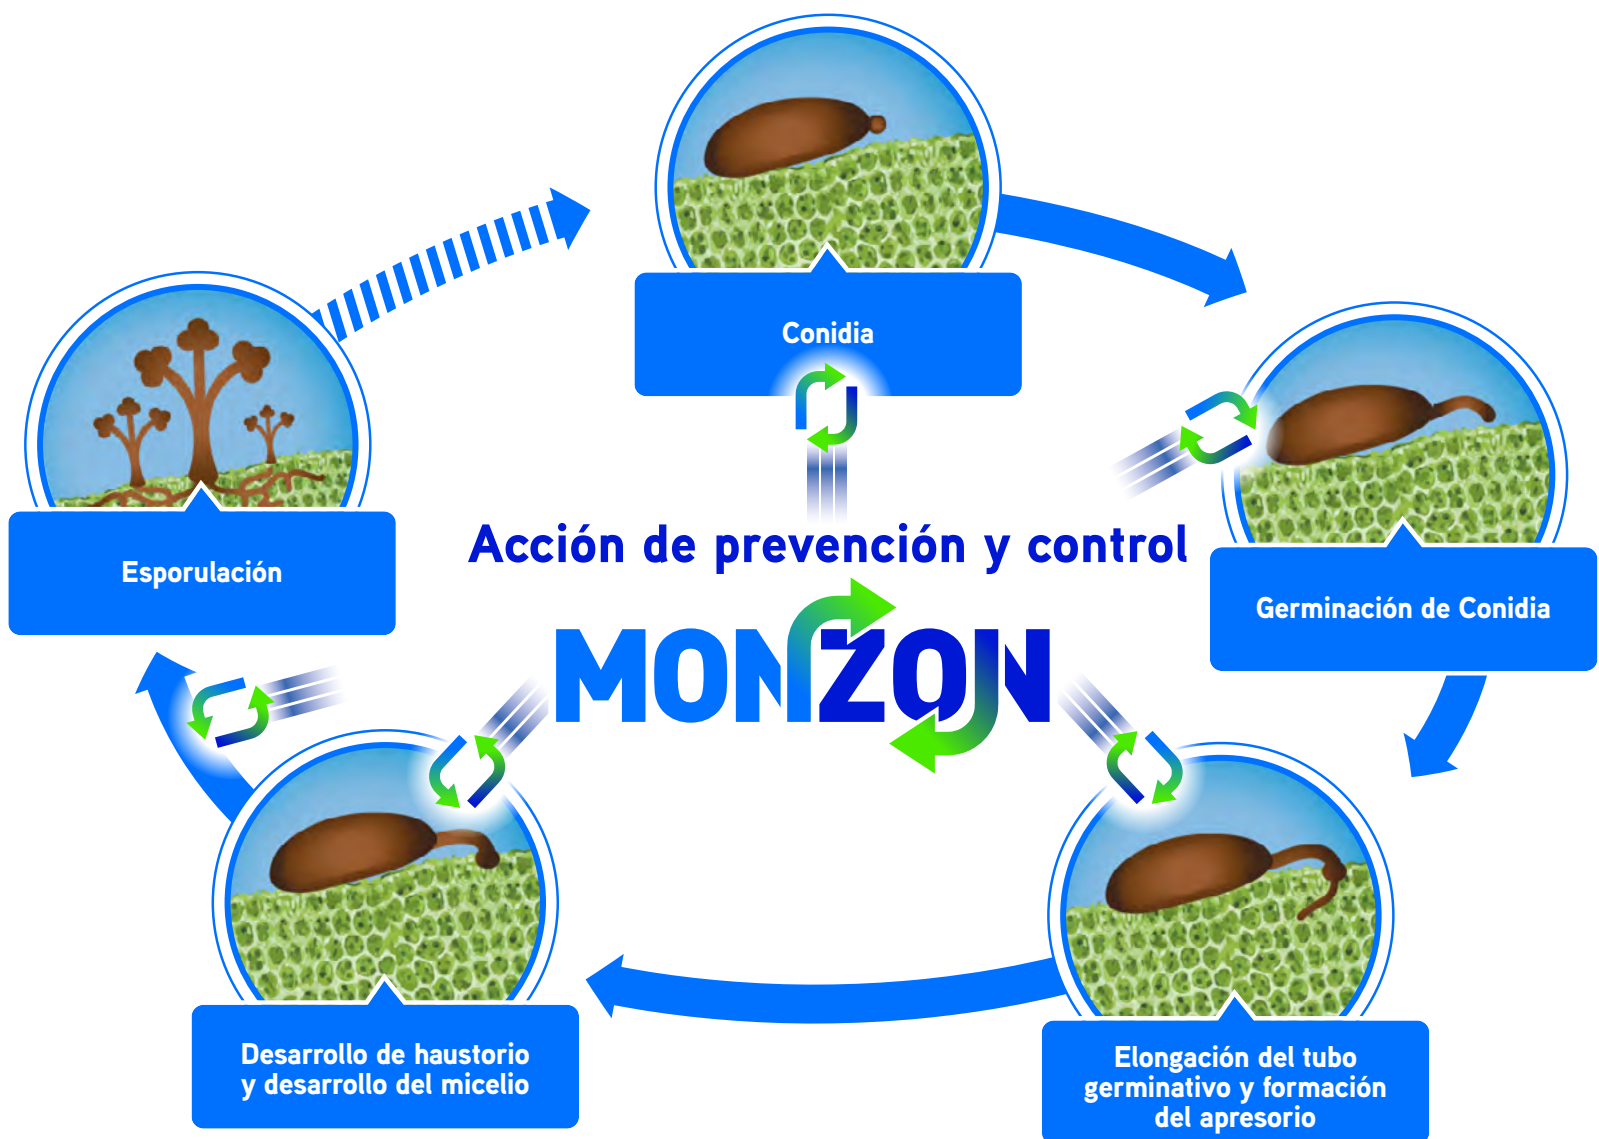 Conidia
Esporulación
Acción de prevención y control
MONZON
Germinación de Conidia
Desarrollo de haustorio
y desarrollo del micelio
Elongación del tubo
germinativo y formación
del apresorio